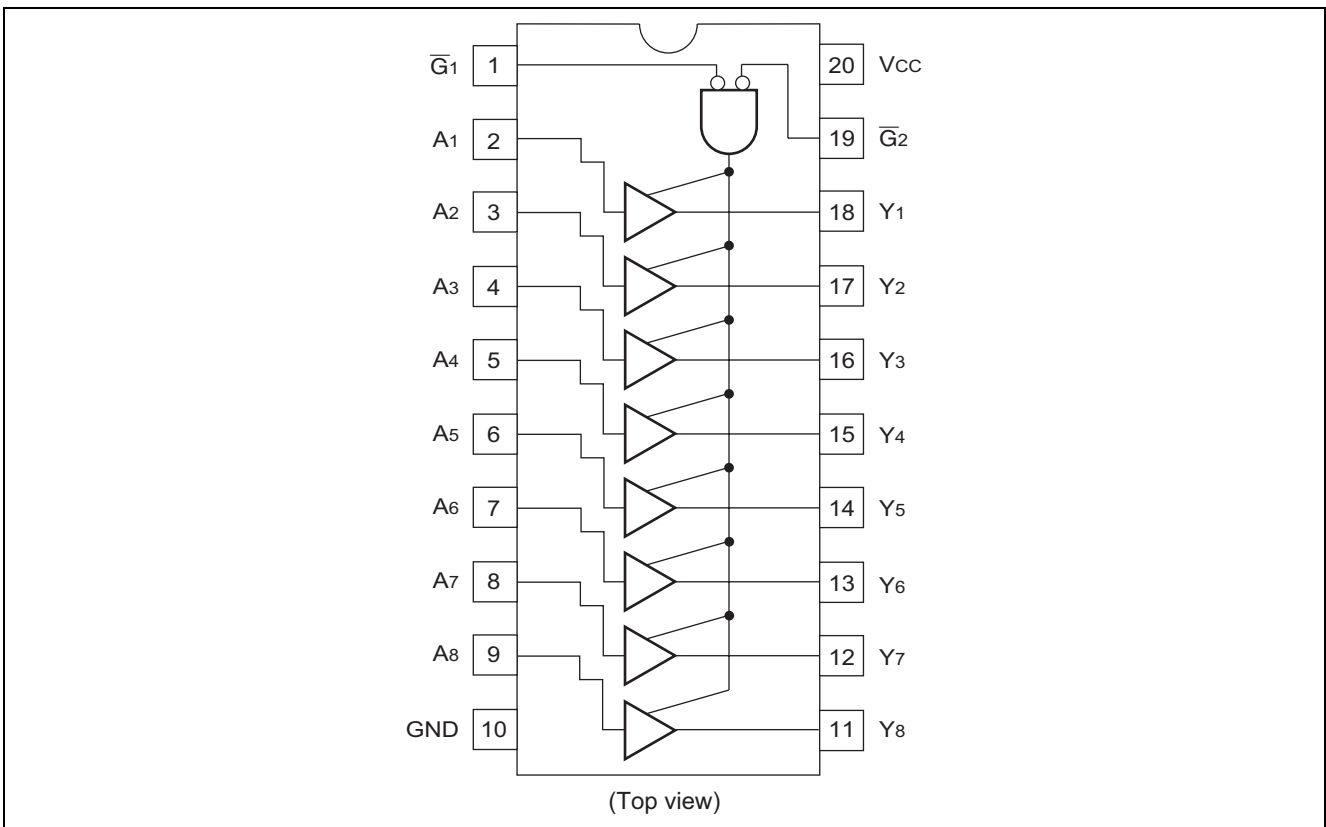 G̅1 1 20 VCC
A1 2 19 G̅2
A2 3 18 Y1
A3 4 17 Y2
A4 5 16 Y3
A5 6 15 Y4
A6 7 14 Y5
A7 8 13 Y6
A8 9 12 Y7
GND 10 11 Y8
(Top view)